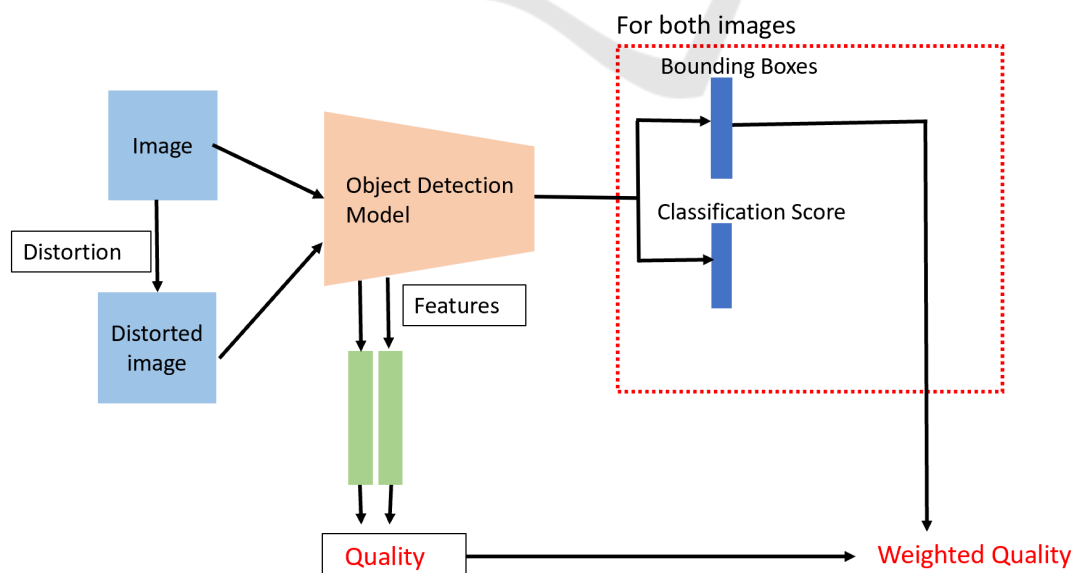 For both images
Bounding Boxes
Image
Object Detection
Model
Classification Score
Distortion
Features
Distorted
image
Quality
Weighted Quality